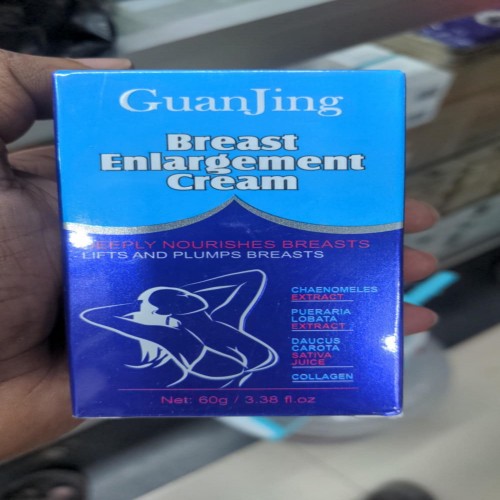 GuanJing
Breast
Enlargement
Cream
DEEPLY NOURISHES BREASTS
LIFTS AND PLUMPS BREASTS
CHAENOMELES
EXTRACT
PUERARIA
LOBATA
EXTRACT
DAUCUS
CAROTA
SATIVA
JUICE
COLLAGEN
Net: 60g / 3.38 fl.oz